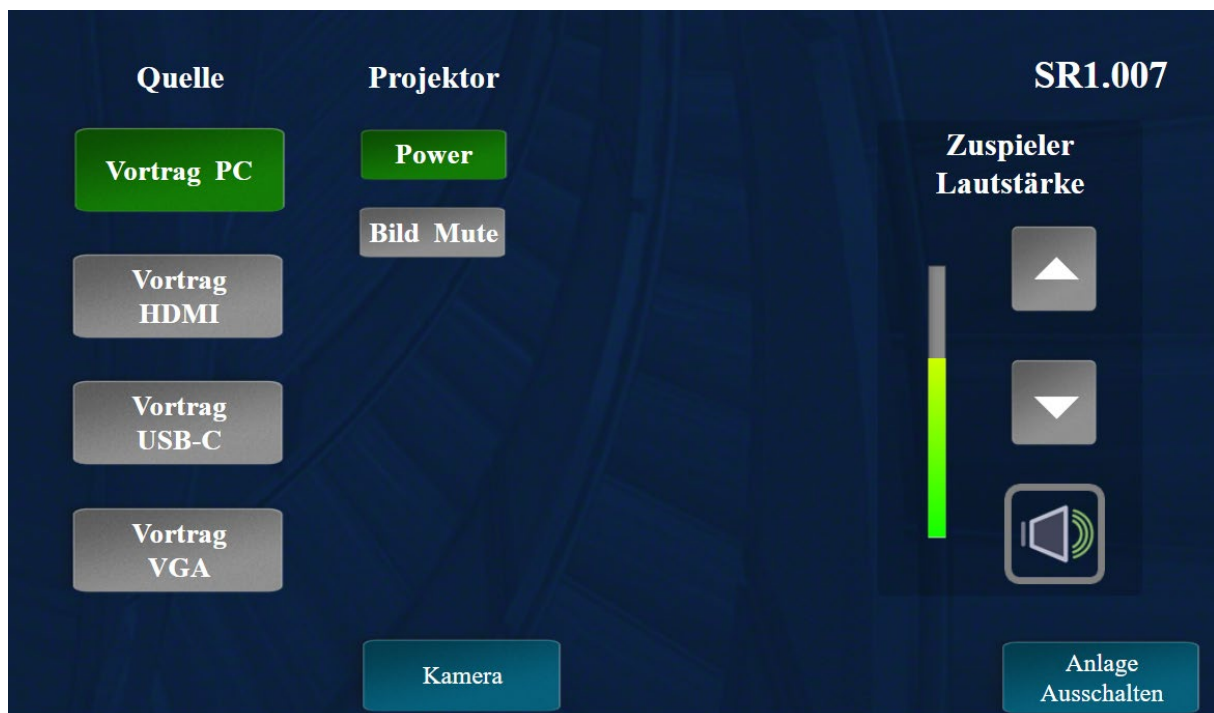 Quelle
Projektor
SR1.007
Vortrag PC
Power
Bild Mute
Zuspieler
Lautstärke
Vortrag
HDMI
Vortrag
USB-C
Vortrag
VGA
Kamera
Anlage
Ausschalten